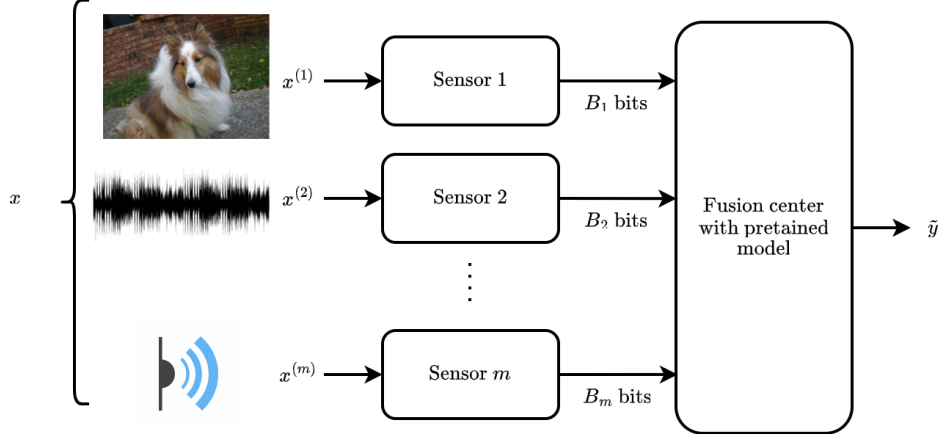 x
x^{(1)}
Sensor 1
B_1 bits
x^{(2)}
Sensor 2
B_2 bits
Fusion center
with pretained
model
ỹ
x^{(m)}
Sensor m
B_m bits